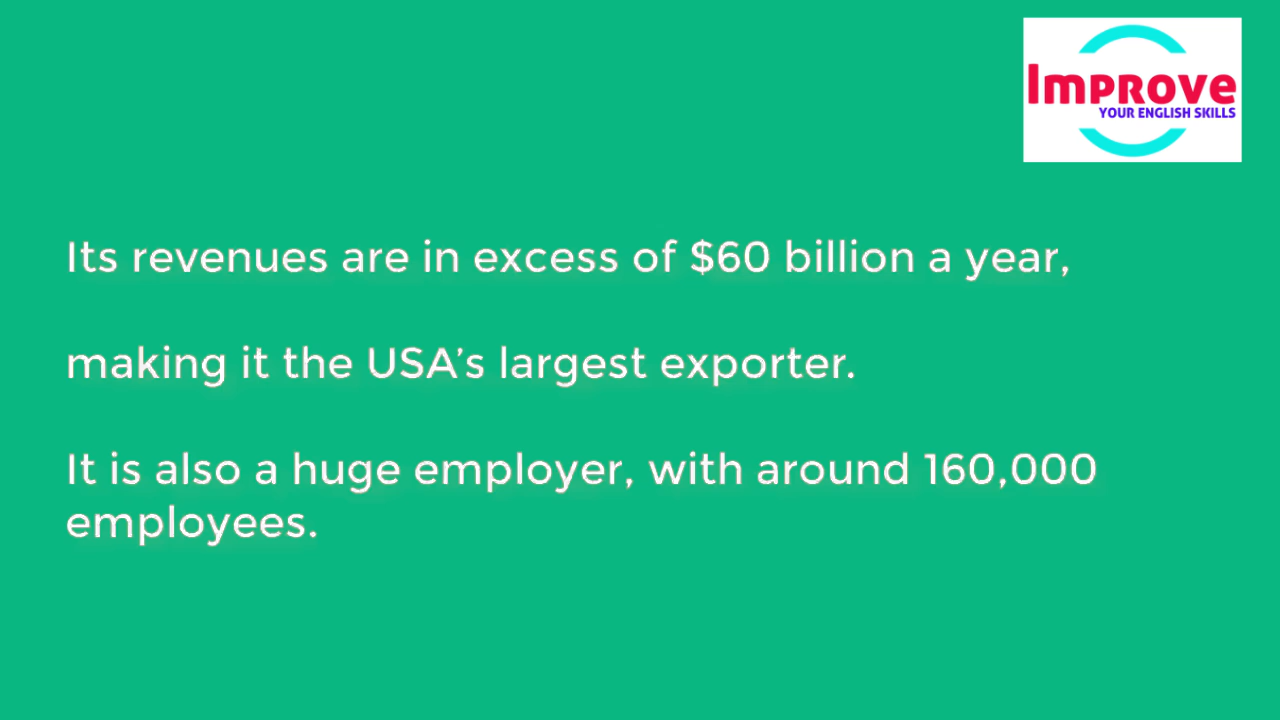 Improve
YOUR ENGLISH SKILLS
Its revenues are in excess of $60 billion a year,
making it the USA’s largest exporter.
It is also a huge employer, with around 160,000
employees.